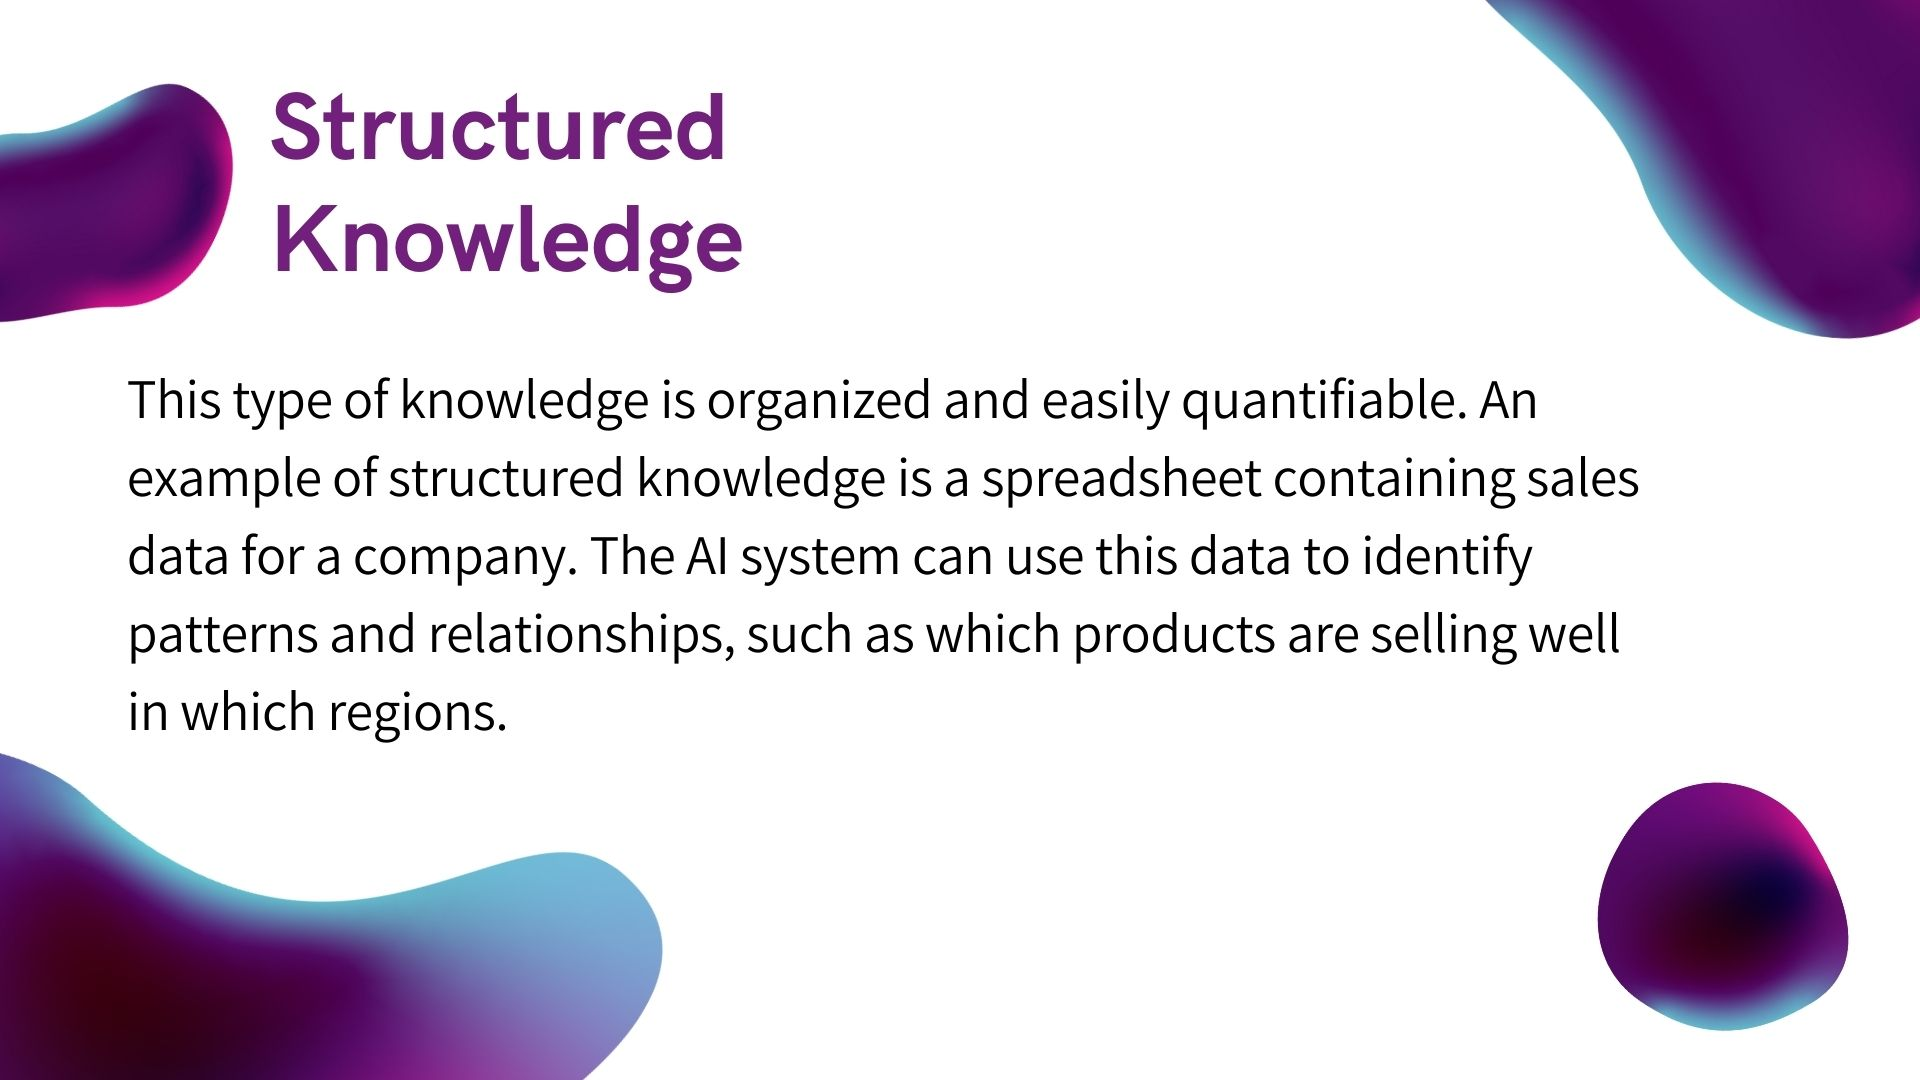 Structured
Knowledge
This type of knowledge is organized and easily quantifiable. An
example of structured knowledge is a spreadsheet containing sales
data for a company. The AI system can use this data to identify
patterns and relationships, such as which products are selling well
in which regions.